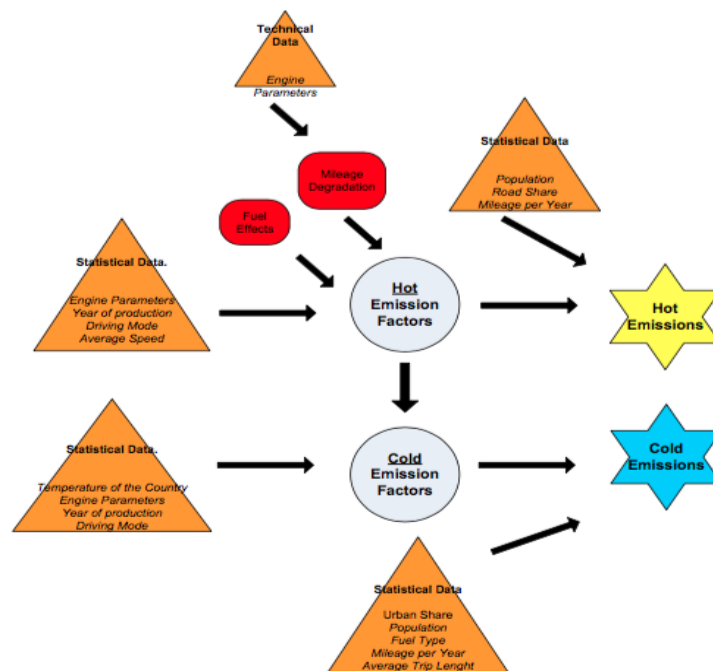 Technical
Data
Engine
Parameters
Statistical Data
Population
Road Share
Mileage per Year
Mileage
Degradation
Fuel
Effects
Statistical Data.
Engine Parameters
Year of production
Driving Mode
Average Speed
Hot
Emission
Factors
Hot
Emissions
Statistical Data.
Temperature of the Country
Engine Parameters
Year of production
Driving Mode
Cold
Emission
Factors
Cold
Emissions
Statistical Data
Urban Share
Population
Fuel Type
Mileage per Year
Average Trip Lenght